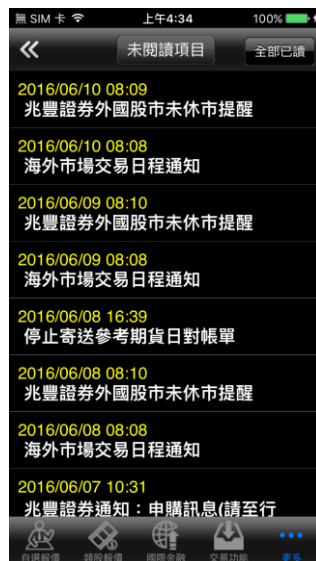 無 SIM 卡 上午4:34 100%
未閱讀項目 全部已讀
2016/06/10 08:09
兆豐證券外國股市未休市提醒
2016/06/10 08:08
海外市場交易日程通知
2016/06/09 08:10
兆豐證券外國股市未休市提醒
2016/06/09 08:08
海外市場交易日程通知
2016/06/08 16:39
停止寄送參考期貨日對帳單
2016/06/08 08:10
兆豐證券外國股市未休市提醒
2016/06/08 08:08
海外市場交易日程通知
2016/06/07 10:31
兆豐證券通知：申購訊息(請至行
自選報價 類股報價 國際金融 交易功能 更多